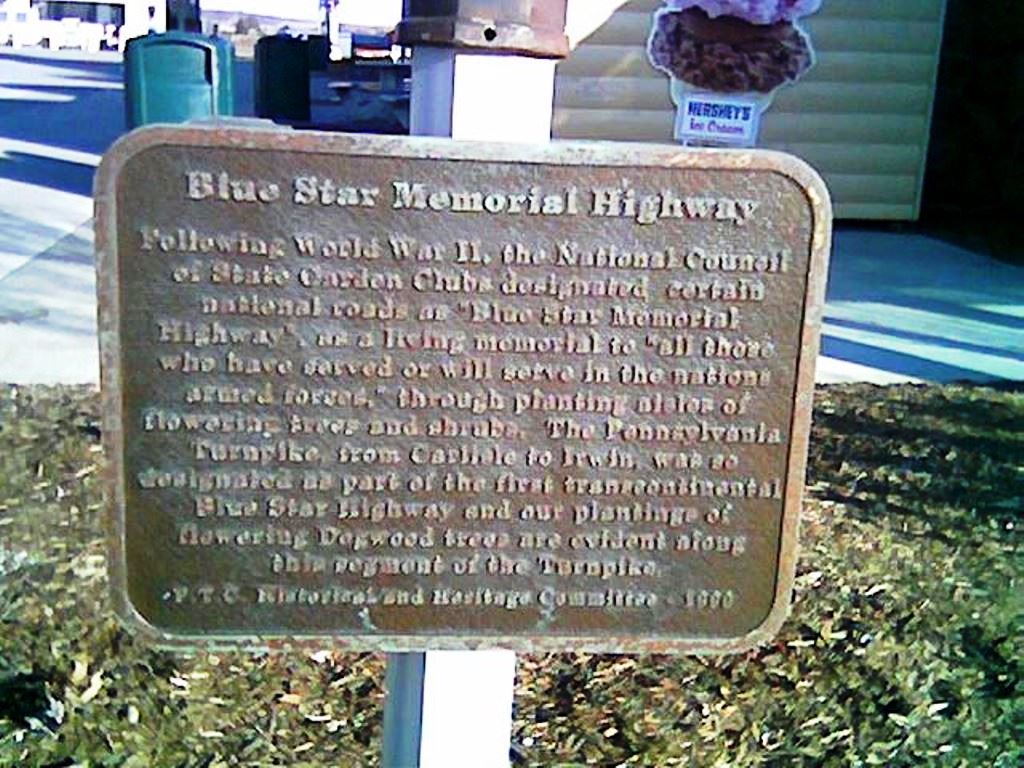 HERSHEY'S
Ice Cream
Blue Star Memorial Highway
Following World War II, the National Council
of State Garden Clubs designated certain
national roads as "Blue Star Memorial
Highway", as a living memorial to "all those
who have served or will serve in the nations
armed forces," through planting aisles of
flowering trees and shrubs. The Pennsylvania
Turnpike, from Carlisle to Irwin, was so
designated as part of the first transcontinental
Blue Star Highway and our plantings of
flowering Dogwood trees are evident along
this segment of the Turnpike.
P T C Historical and Heritage Committee -